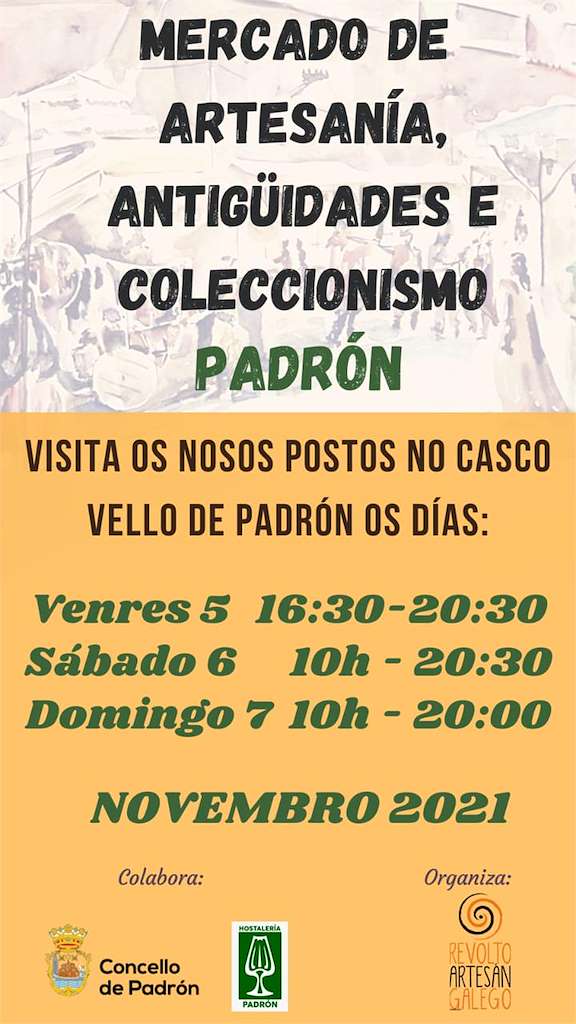 MERCADO DE
ARTESANÍA,
ANTIGÜIDADES E
COLECCIONISMO
PADRÓN
VISITA OS NOSOS POSTOS NO CASCO
VELLO DE PADRÓN OS DÍAS:
Venres 5 16:30-20:30
Sábado 6 10h - 20:30
Domingo 7 10h - 20:00
NOVEMBRO 2021
Colabora:
Organiza:
Concello
de Padrón
HOSTALERÍA
PADRÓN
REVOLTO
ARTESÁN
GALEGO